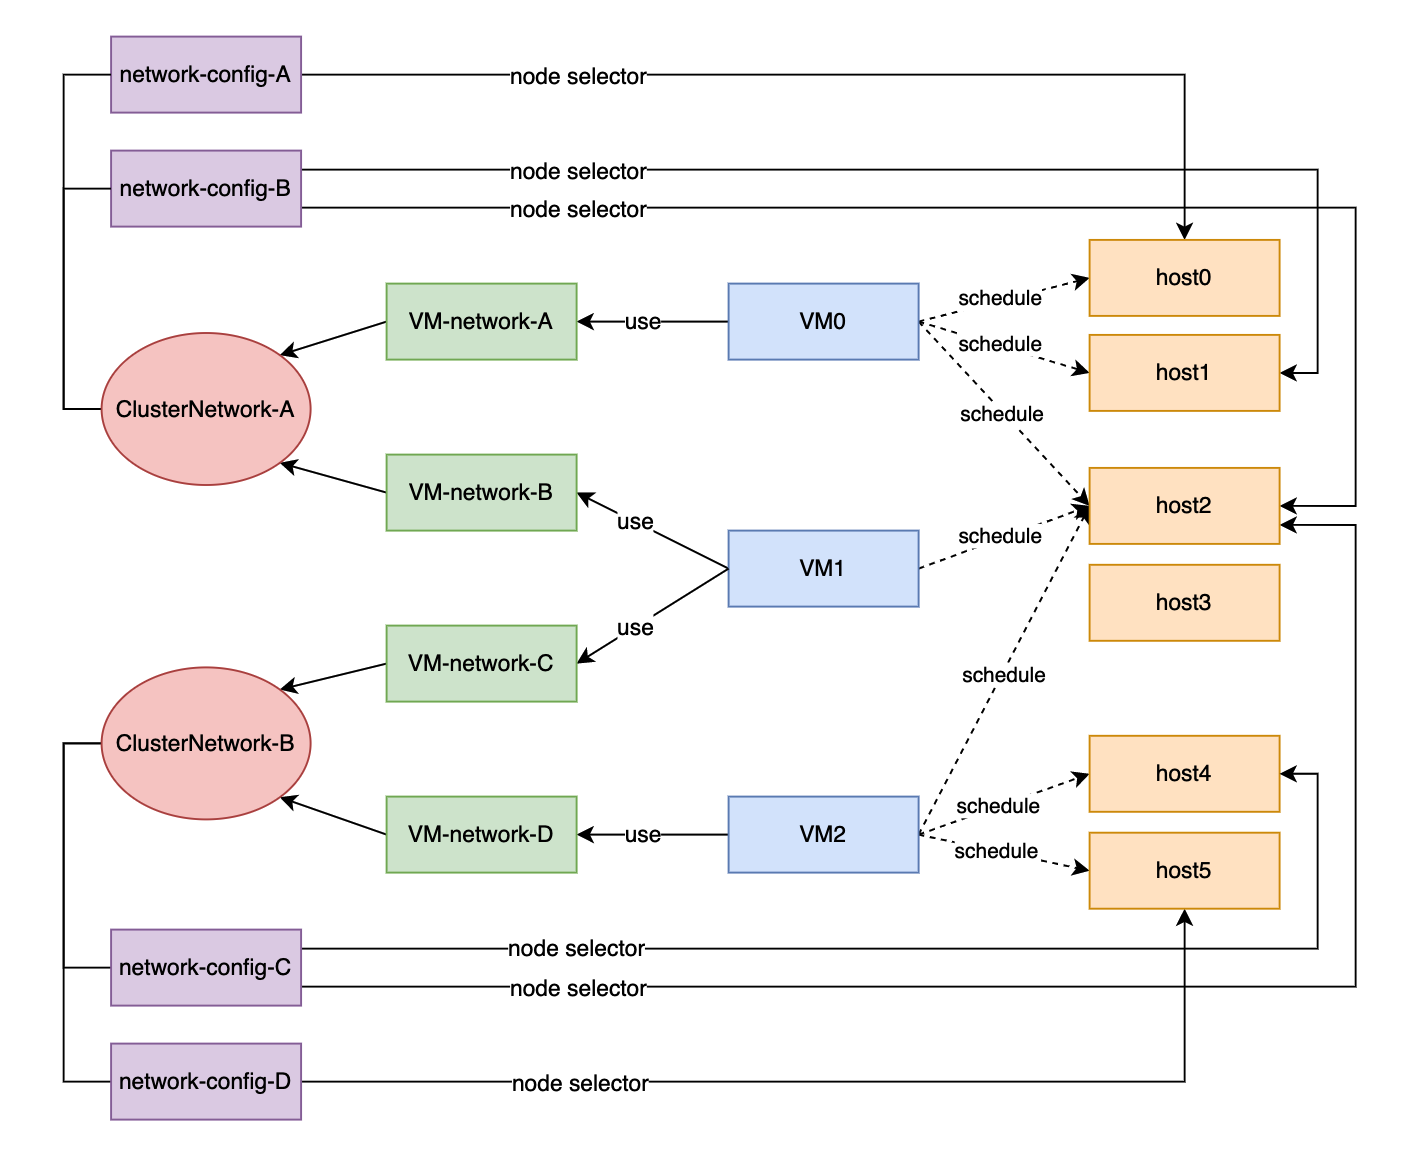 network-config-A
node selector
network-config-B
node selector
node selector
host0
schedule
VM-network-A
use
VM0
schedule
host1
ClusterNetwork-A
schedule
VM-network-B
host2
use
schedule
VM1
host3
use
VM-network-C
schedule
ClusterNetwork-B
host4
schedule
VM-network-D
use
VM2
schedule
host5
node selector
network-config-C
node selector
network-config-D
node selector